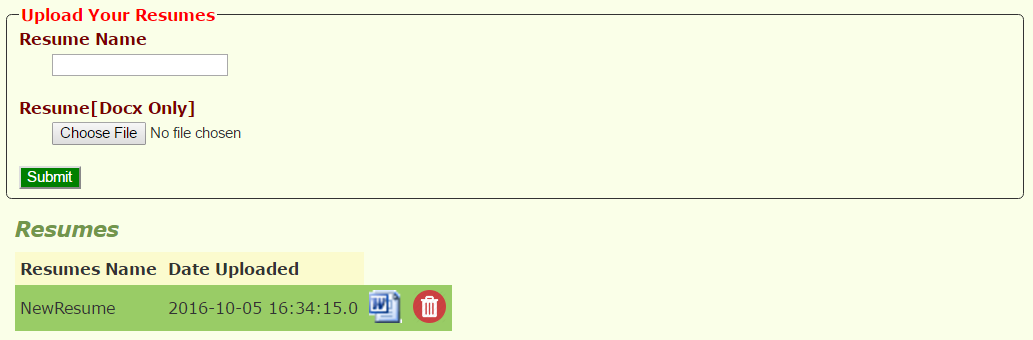 Upload Your Resumes
Resume Name
Resume[Docx Only]
Choose File No file chosen
Submit
Resumes
Resumes Name Date Uploaded
NewResume 2016-10-05 16:34:15.0 W